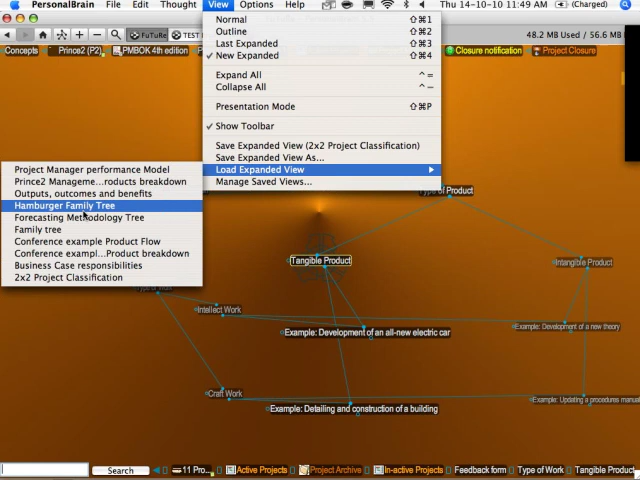 PersonalBrain File Edit Thought View Options Help (Charged) Thu 14-10-10 11:49 AM
48.2 MB Used / 56.6 MB
FuTuRe TEST
Concepts Prince2 (P2) PMBOK 4th edition Closure notification Project Closure
Normal ⇧⌘1
Outline ⇧⌘2
Last Expanded ⇧⌘3
✓ New Expanded ⇧⌘4
Expand All ^=
Collapse All ^-
Presentation Mode ⇧⌘P
✓ Show Toolbar
Save Expanded View (2x2 Project Classification)
Save Expanded View As...
Load Expanded View
Manage Saved Views...
Project Manager performance Model
Prince2 Manageme...roducts breakdown
Outputs, outcomes and benefits
Hamburger Family Tree
Forecasting Methodology Tree
Family tree
Conference example Product Flow
Conference exampl...Product breakdown
Business Case responsibilities
2x2 Project Classification
Type of Product
Tangible Product
Intangible Product
Type of Work
Intellect Work
Example: Development of an all-new electric car
Example: Development of a new theory
Craft Work
Example: Detailing and construction of a building
Example: Updating a procedures manual
Search 11 Pro... Active Projects Project Archive In-active Projects Feedback form Type of Work Tangible Product